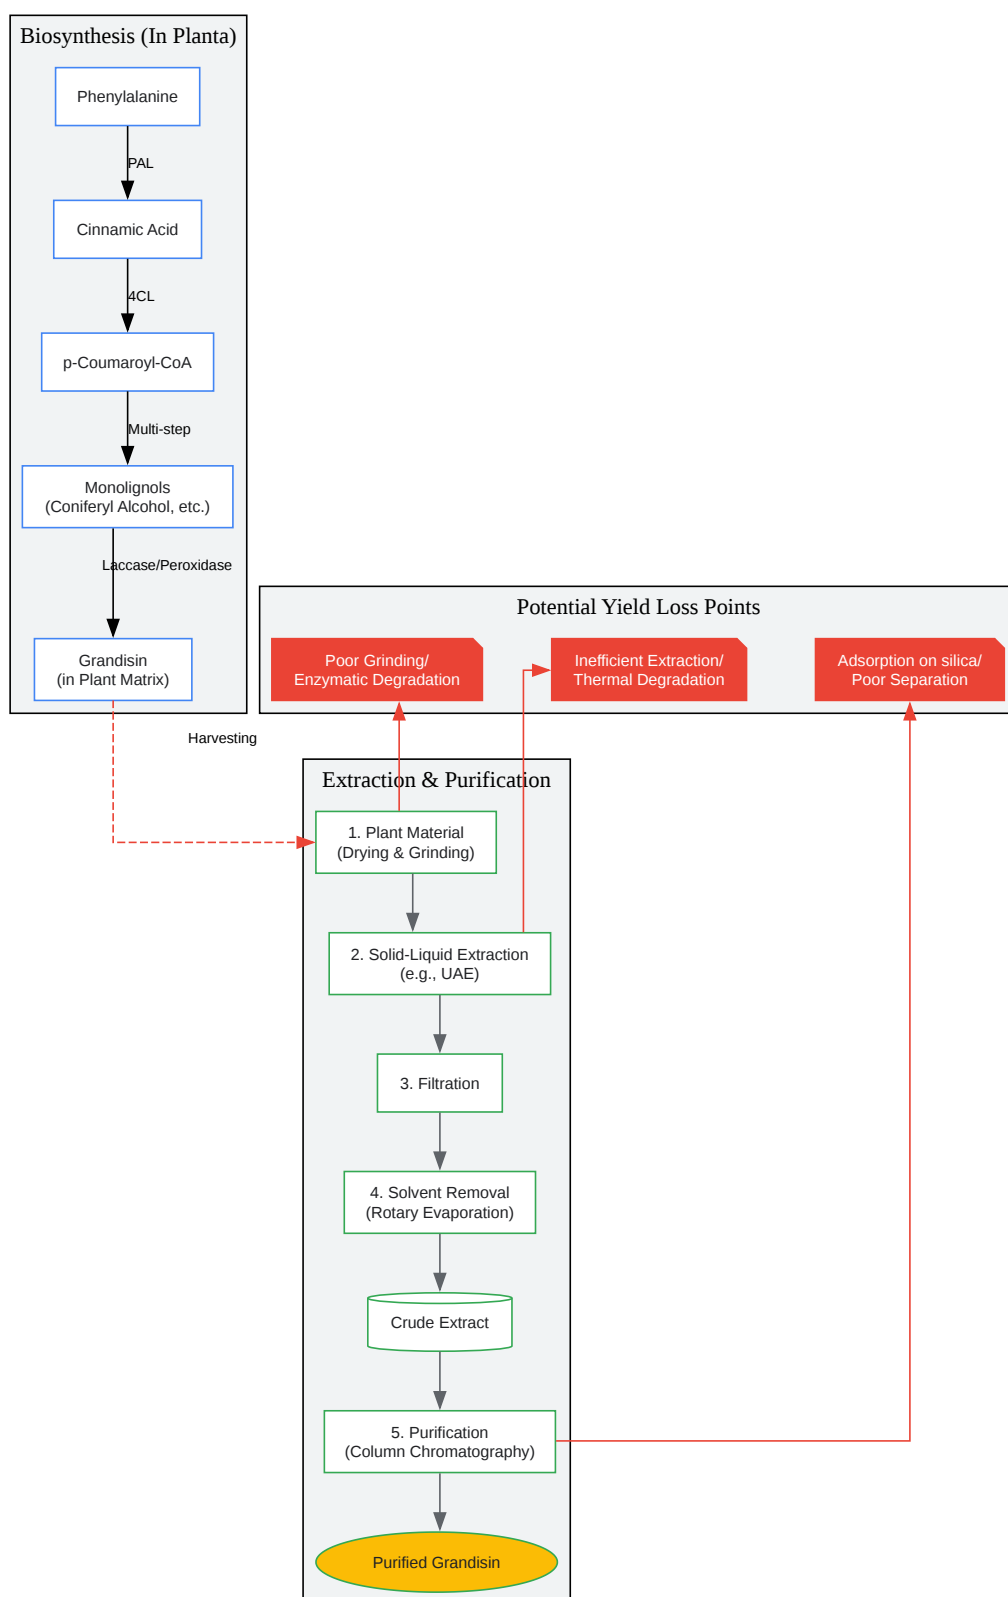 Biosynthesis (In Planta)
Phenylalanine
PAL
Cinnamic Acid
4CL
p-Coumaroyl-CoA
Multi-step
Monolignols
(Coniferyl Alcohol, etc.)
Laccase/Peroxidase
Grandisin
(in Plant Matrix)
Harvesting
Potential Yield Loss Points
Poor Grinding/
Enzymatic Degradation
Inefficient Extraction/
Thermal Degradation
Adsorption on silica/
Poor Separation
Extraction & Purification
1. Plant Material
(Drying & Grinding)
2. Solid-Liquid Extraction
(e.g., UAE)
3. Filtration
4. Solvent Removal
(Rotary Evaporation)
Crude Extract
5. Purification
(Column Chromatography)
Purified Grandisin